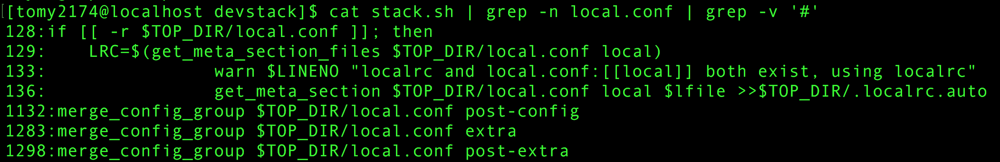 [[tomy2174@localhost devstack]$ cat stack.sh | grep -n local.conf | grep -v '#'
128:if [[ -r $TOP_DIR/local.conf ]]; then
129:    LRC=$(get_meta_section_files $TOP_DIR/local.conf local)
133:                warn $LINENO "localrc and local.conf:[[local]] both exist, using localrc"
136:                get_meta_section $TOP_DIR/local.conf local $lfile >>$TOP_DIR/.localrc.auto
1132:merge_config_group $TOP_DIR/local.conf post-config
1283:merge_config_group $TOP_DIR/local.conf extra
1298:merge_config_group $TOP_DIR/local.conf post-extra